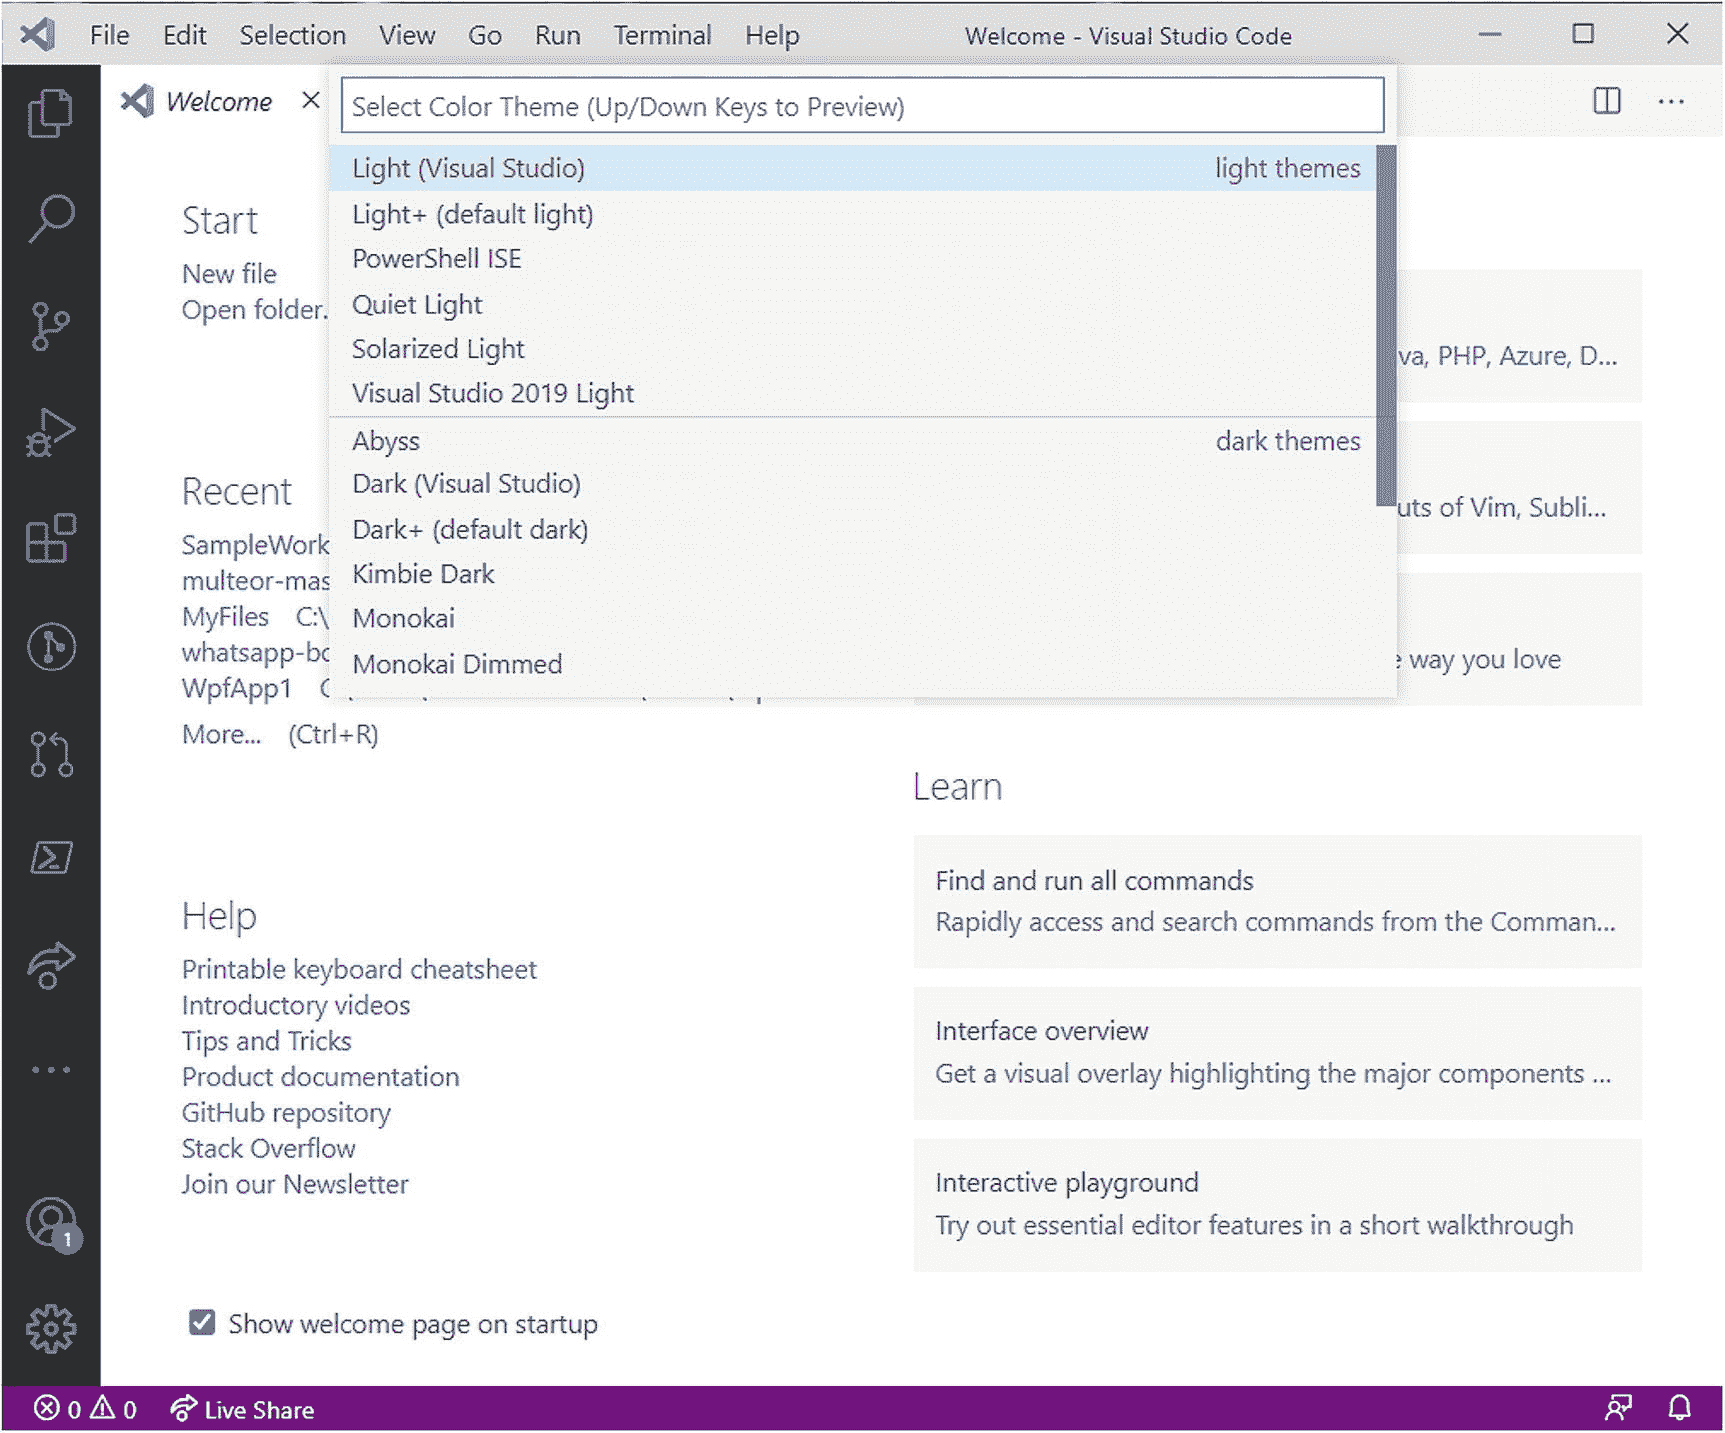 File Edit Selection View Go Run Terminal Help Welcome - Visual Studio Code
Welcome
Select Color Theme (Up/Down Keys to Preview)
Light (Visual Studio) light themes
Light+ (default light)
PowerShell ISE
Quiet Light
Solarized Light
Visual Studio 2019 Light
Abyss dark themes
Dark (Visual Studio)
Dark+ (default dark)
Kimbie Dark
Monokai
Monokai Dimmed
Start
New file
Open folder.
Recent
SampleWork
multeor-mas
MyFiles C:\
whatsapp-bo
WpfApp1
More... (Ctrl+R)
Help
Printable keyboard cheatsheet
Introductory videos
Tips and Tricks
Product documentation
GitHub repository
Stack Overflow
Join our Newsletter
Show welcome page on startup
va, PHP, Azure, D...
uts of Vim, Subli...
e way you love
Learn
Find and run all commands
Rapidly access and search commands from the Comman...
Interface overview
Get a visual overlay highlighting the major components ...
Interactive playground
Try out essential editor features in a short walkthrough
1
0 0 Live Share